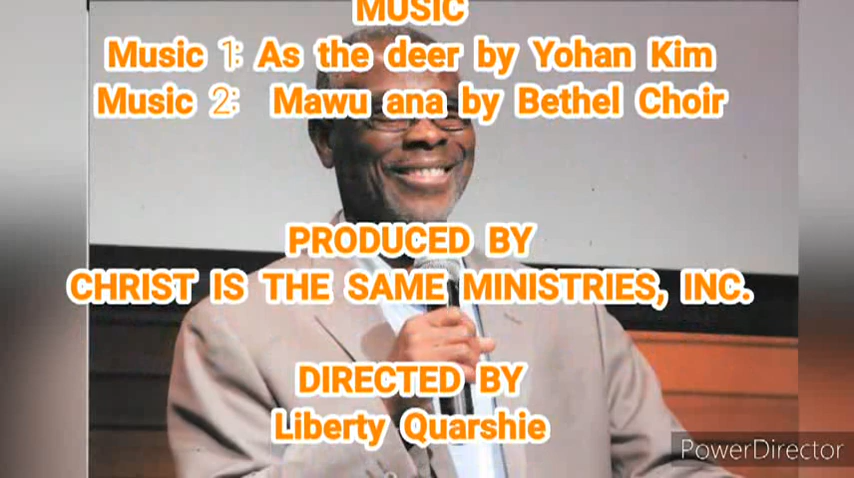 MUSIC
Music 1: As the deer by Yohan Kim
Music 2: Mawu ana by Bethel Choir
PRODUCED BY
CHRIST IS THE SAME MINISTRIES, INC.
DIRECTED BY
Liberty Quarshie
PowerDirector